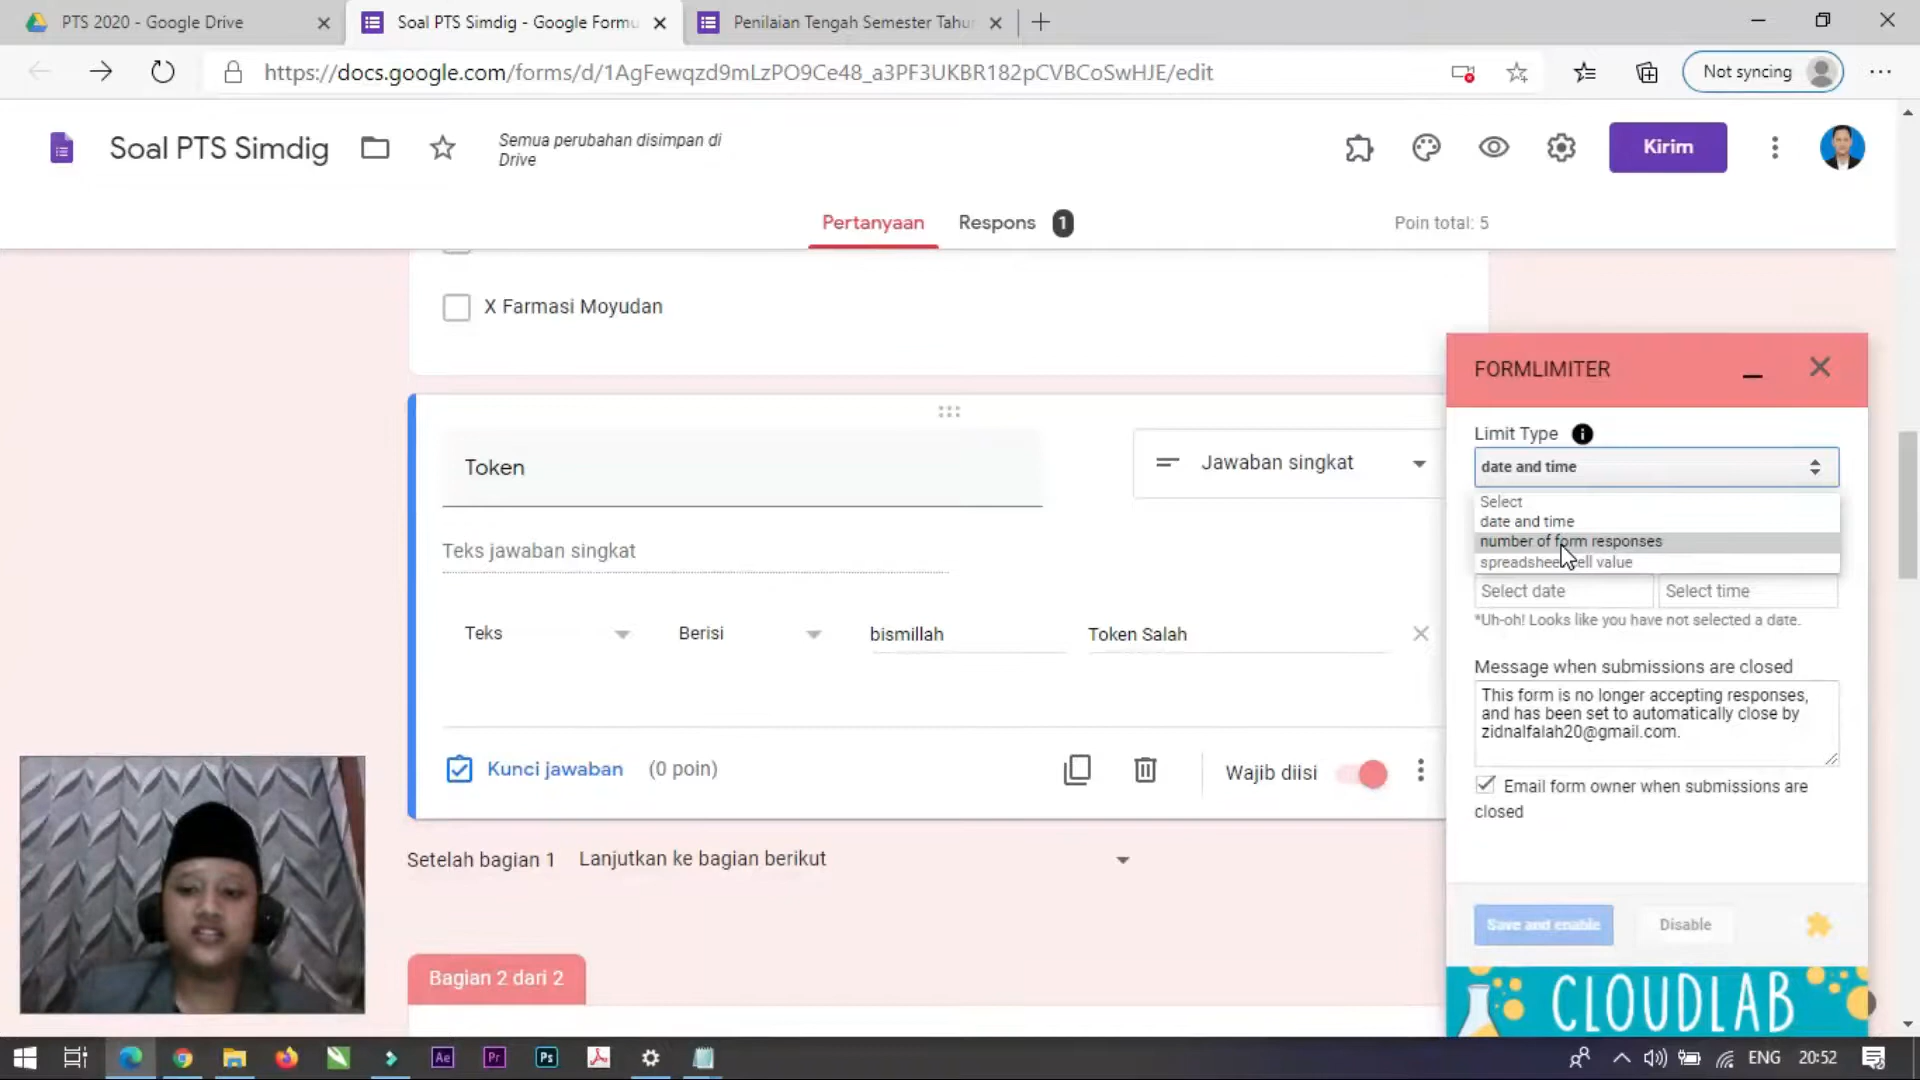 PTS 2020 - Google Drive
Soal PTS Simdig - Google Formu
Penilaian Tengah Semester Tahu
https://docs.google.com/forms/d/1AgFewqzd9mLzPO9Ce48_a3PF3UKBR182pCVBCoSwHJE/edit
Not syncing
Soal PTS Simdig
Semua perubahan disimpan di
Drive
Kirim
Pertanyaan
Respons 1
Poin total: 5
X Farmasi Moyudan
Token
Jawaban singkat
Teks jawaban singkat
Teks
Berisi
bismillah
Token Salah
Kunci jawaban
(0 poin)
Wajib diisi
Setelah bagian 1
Lanjutkan ke bagian berikut
Bagian 2 dari 2
FORMLIMITER
Limit Type
date and time
Select
date and time
number of form responses
Select date
Select time
*Uh-oh! Looks like you have not selected a date.
Message when submissions are closed
This form is no longer accepting responses,
and has been set to automatically close by
zidnalfalah20@gmail.com.
Email form owner when submissions are
closed
Save and enable
Disable
CLOUDLAB
Ae
Pr
Ps
ENG
20:52